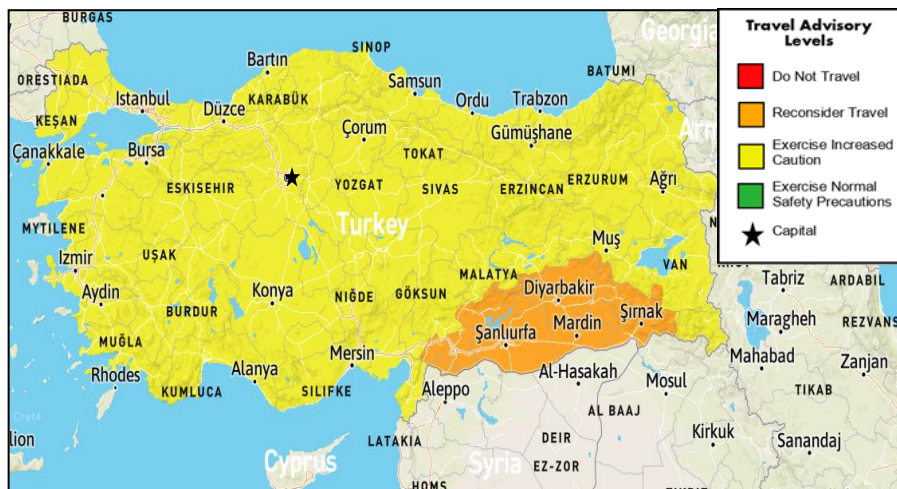 BURGAS
Georgia
Travel Advisory
Levels
Do Not Travel
Reconsider Travel
Exercise Increased
Caution
Exercise Normal
Safety Precautions
Capital
SINOP
Bartın
BATUMI
ORESTIADA
Samsun
KARABÜK
Istanbul
Düzce
Ordu
Trabzon
KEŞAN
Çorum
Gümüşhane
Çanakkale
Bursa
TOKAT
ESKISEHIR
YOZGAT
SIVAS
ERZINCAN
ERZURUM
Ağrı
MYTILENE
Turkey
Muş
Izmir
UŞAK
MALATYA
VAN
Tabriz
ARDABIL
Aydin
BURDUR
Konya
NIĞDE
GÖKSUN
Diyarbakir
Şırnak
Maragheh
REZVANS
MUĞLA
Şanlıurfa
Mardin
Mahabad
Zanjan
Rhodes
KUMLUCA
Alanya
Mersin
SILIFKE
Aleppo
Al-Hasakah
Mosul
TIKAB
Crete
AL BAAJ
lion
LATAKIA
DEIR
EZ-ZOR
Kirkuk
Sanandaj
Cyprus
Syria
HOMS